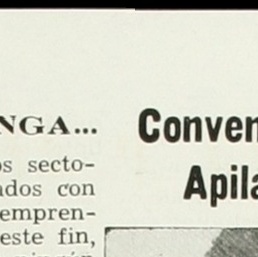 NGA...
os secto-
ados con
empren-
este fin,
Conven
Apila